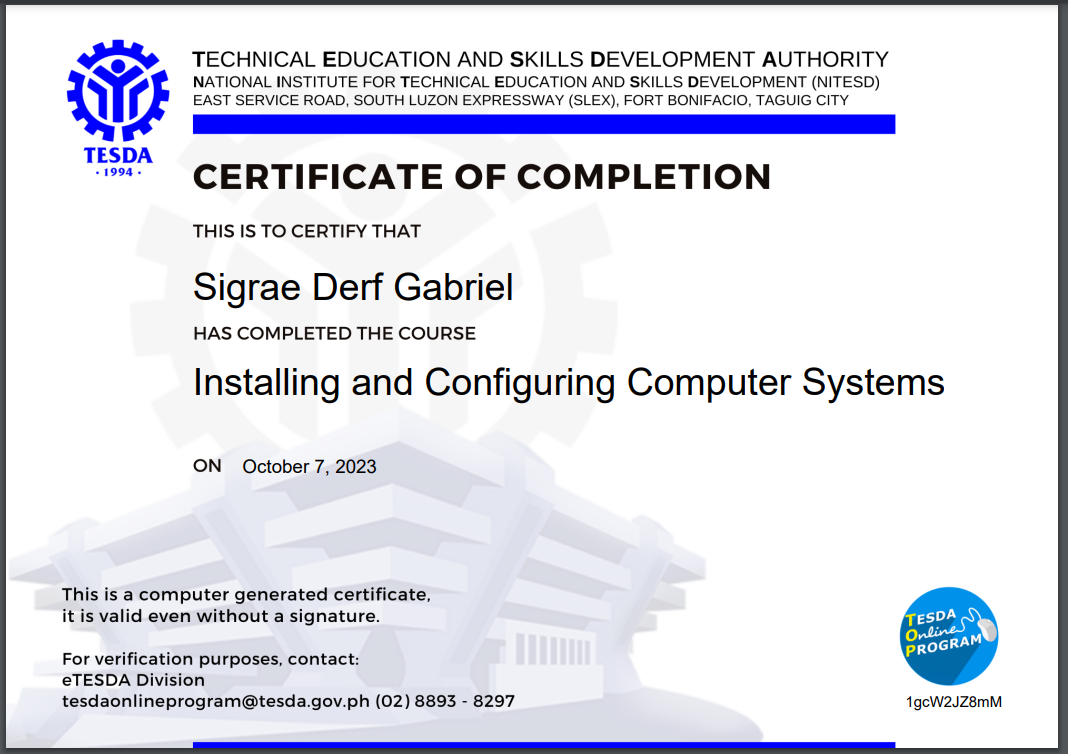 TECHNICAL EDUCATION AND SKILLS DEVELOPMENT AUTHORITY
NATIONAL INSTITUTE FOR TECHNICAL EDUCATION AND SKILLS DEVELOPMENT (NITESD)
EAST SERVICE ROAD, SOUTH LUZON EXPRESSWAY (SLEX), FORT BONIFACIO, TAGUIG CITY
TESDA
· 1994 ·
CERTIFICATE OF COMPLETION
THIS IS TO CERTIFY THAT
Sigrae Derf Gabriel
HAS COMPLETED THE COURSE
Installing and Configuring Computer Systems
ON October 7, 2023
This is a computer generated certificate,
it is valid even without a signature.
For verification purposes, contact:
eTESDA Division
tesdaonlineprogram@tesda.gov.ph (02) 8893 - 8297
TESDA
Online
PROGRAM
1gcW2JZ8mM